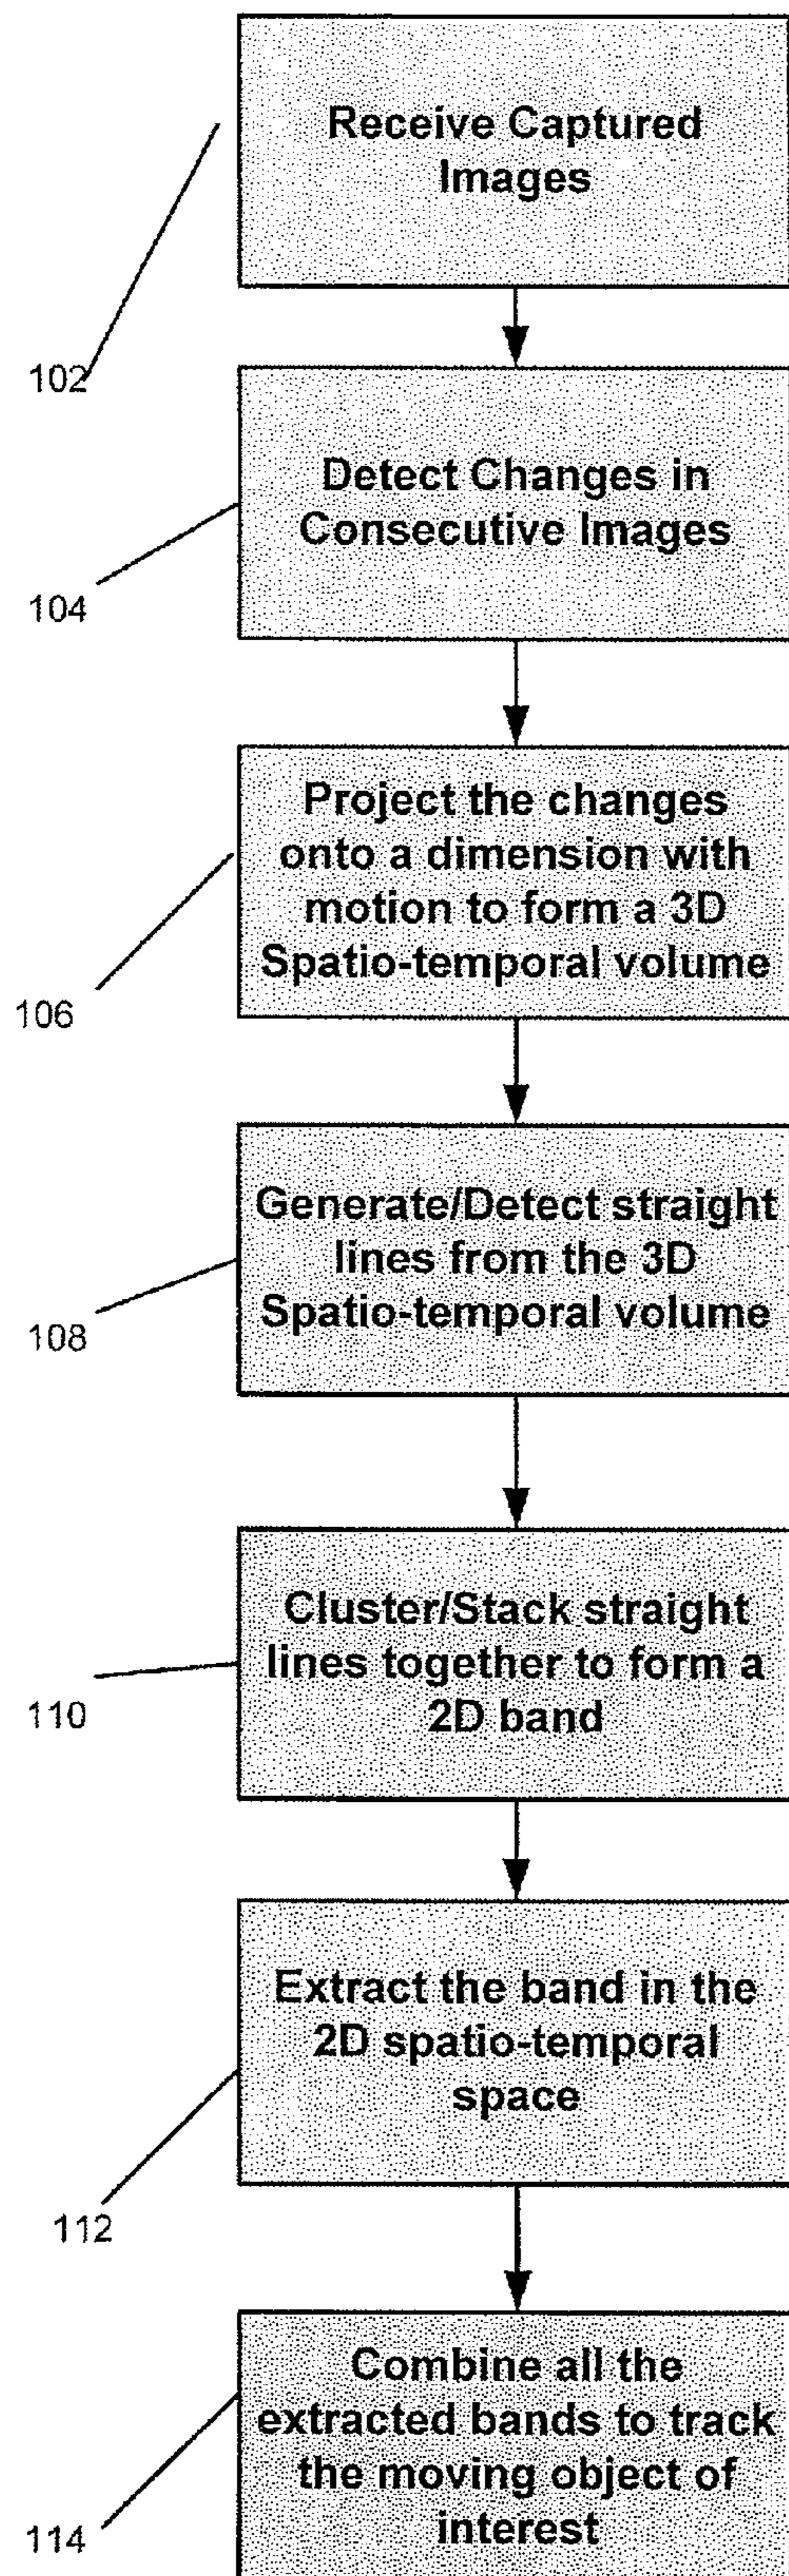 Receive Captured
Images
102
Detect Changes in
Consecutive Images
104
Project the changes
onto a dimension with
motion to form a 3D
Spatio-temporal volume
106
Generate/Detect straight
lines from the 3D
Spatio-temporal volume
108
Cluster/Stack straight
lines together to form a
2D band
110
Extract the band in the
2D spatio-temporal
space
112
Combine all the
extracted bands to track
the moving object of
interest
114